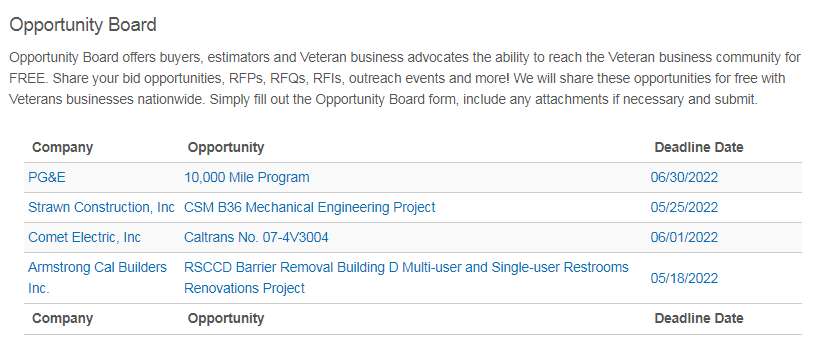 Opportunity Board
Opportunity Board offers buyers, estimators and Veteran business advocates the ability to reach the Veteran business community for
FREE. Share your bid opportunities, RFPs, RFQs, RFIs, outreach events and more! We will share these opportunities for free with
Veterans businesses nationwide. Simply fill out the Opportunity Board form, include any attachments if necessary and submit.
Company Opportunity Deadline Date
PG&E 10,000 Mile Program 06/30/2022
Strawn Construction, Inc CSM B36 Mechanical Engineering Project 05/25/2022
Comet Electric, Inc Caltrans No. 07-4V3004 06/01/2022
Armstrong Cal Builders RSCCD Barrier Removal Building D Multi-user and Single-user Restrooms
Inc. Renovations Project 05/18/2022
Company Opportunity Deadline Date